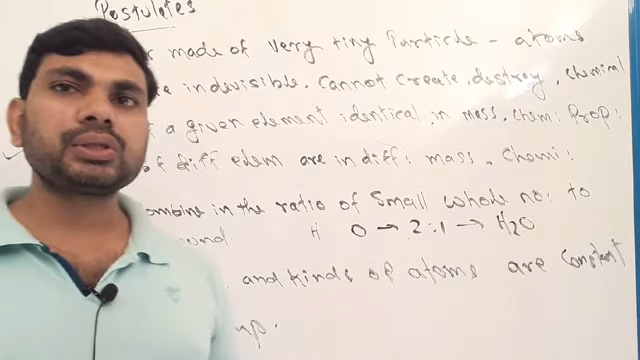 Postulates
made of very tiny Particle - atoms
indevisible. Cannot Create, destroy, chemical
a given element identical in mass, Chem: Prop:
of diff elem are in diff: mass, Chemi:
combine in the ratio of Small whole no: to
H O → 2:1 → H2O
and kinds of atoms are constant